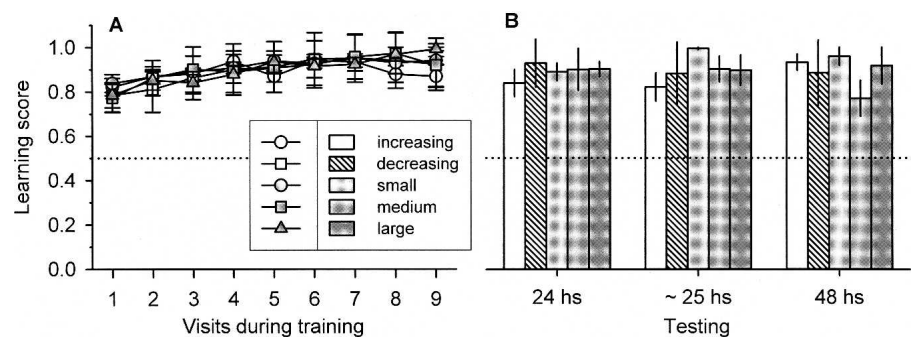 A
B
Learning score
1.0
0.8
0.6
0.4
0.2
0.0
increasing
decreasing
small
medium
large
1 2 3 4 5 6 7 8 9
24 hs ~ 25 hs 48 hs
Visits during training
Testing